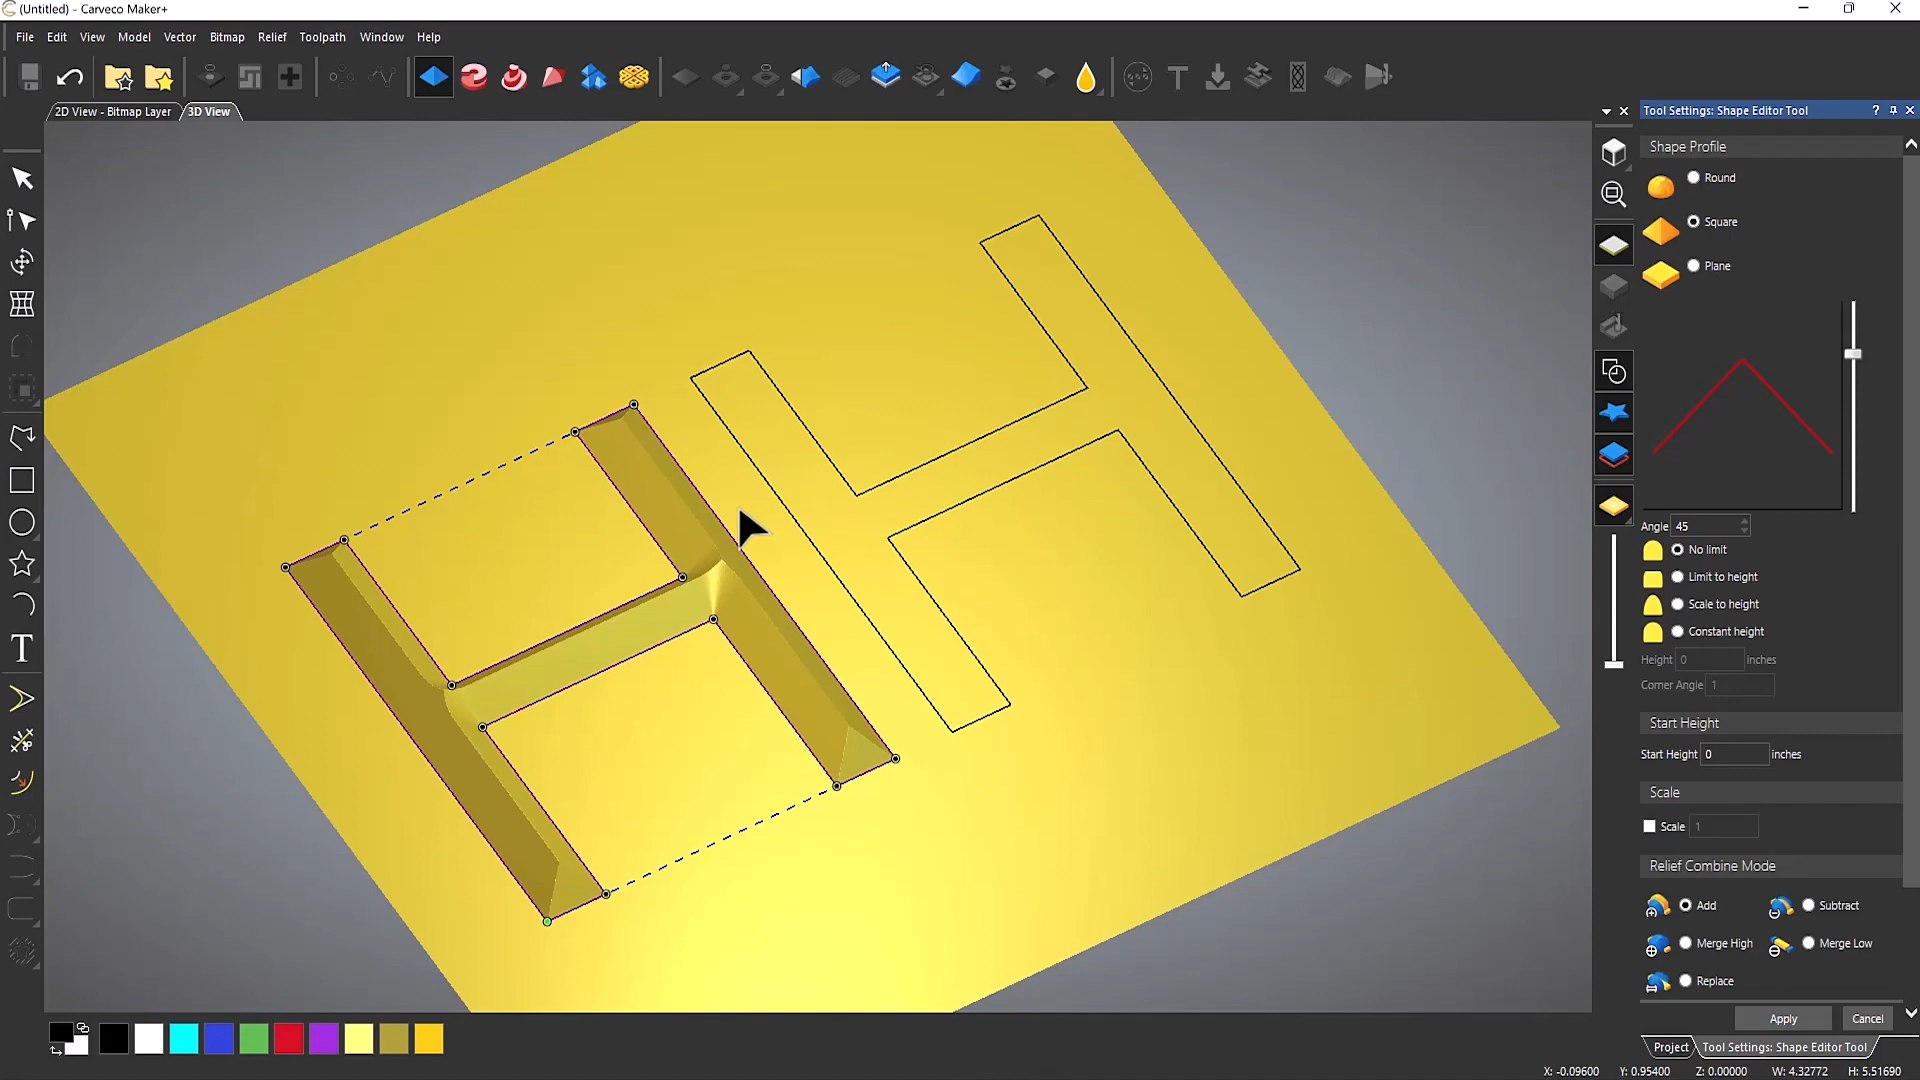 (Untitled) - Carveco Maker+
File Edit View Model Vector Bitmap Relief Toolpath Window Help
2D View - Bitmap Layer 3D View
Tool Settings: Shape Editor Tool
Shape Profile
Round
Square
Plane
Angle 45
No limit
Limit to height
Scale to height
Constant height
Height 0 inches
Corner Angle 1
Start Height
Start Height 0 inches
Scale
Scale 1
Relief Combine Mode
Add Subtract
Merge High Merge Low
Replace
Apply Cancel
Project Tool Settings: Shape Editor Tool
X: -0.09600 Y: 0.95400 Z: 0.00000 W: 4.32772 H: 5.51690